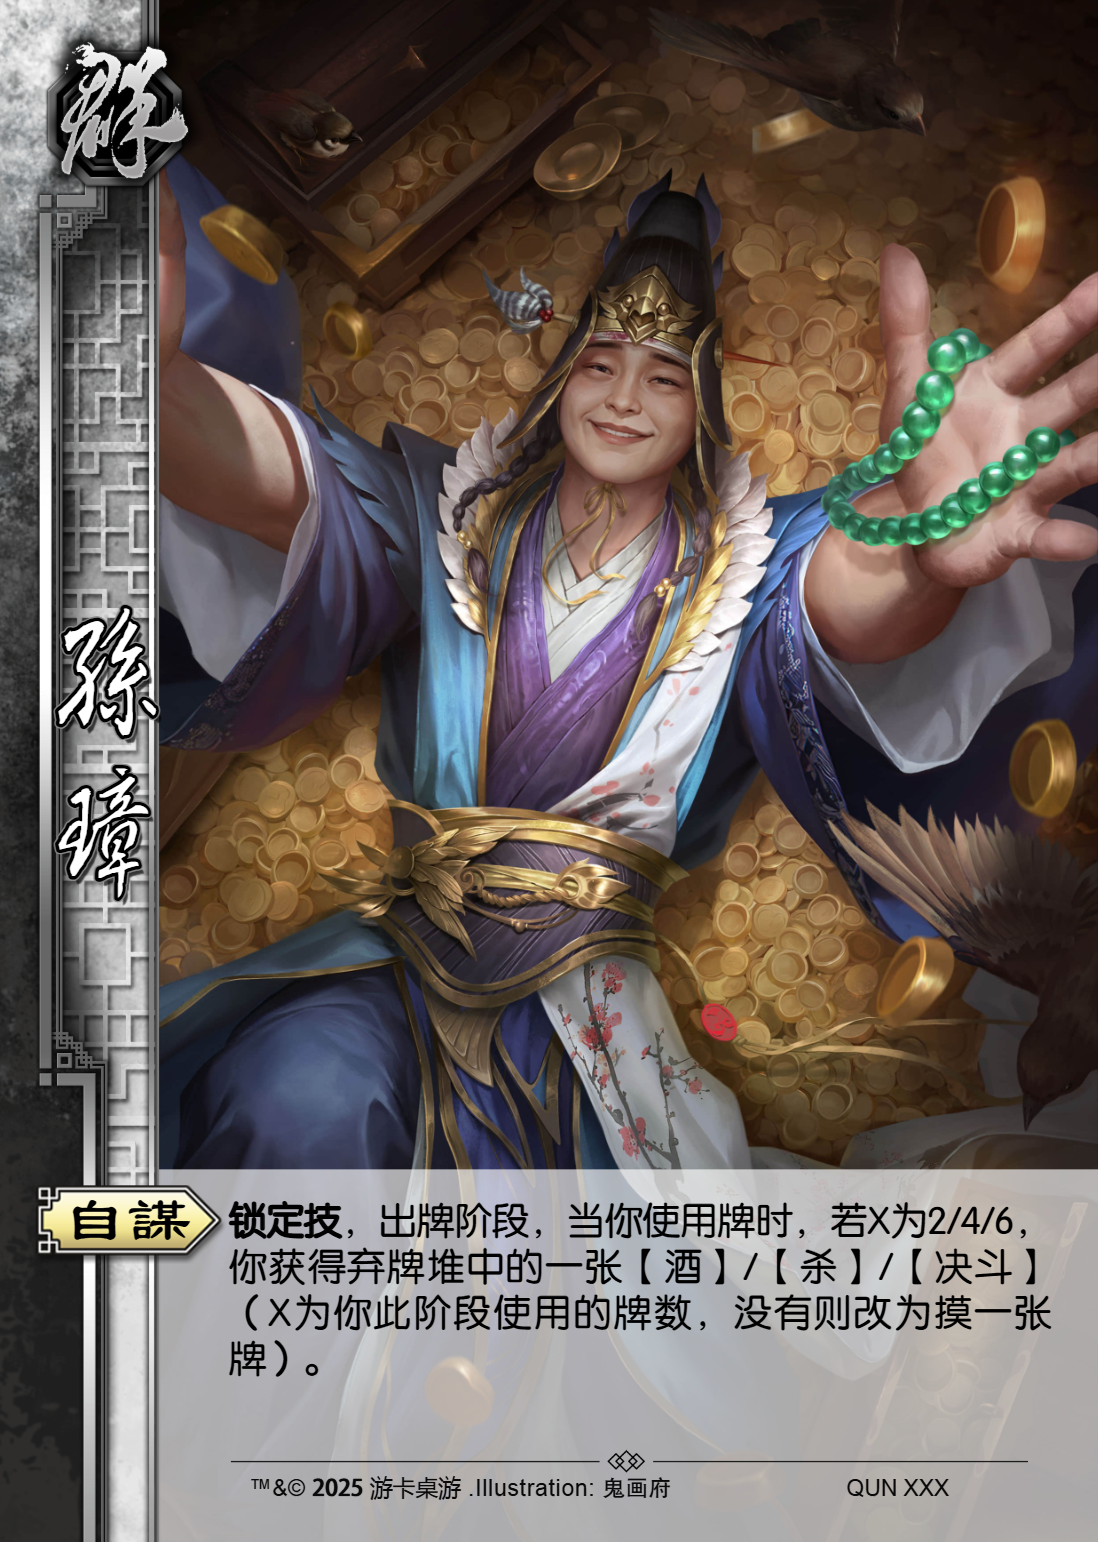 群
孫璋
自謀
锁定技，出牌阶段，当你使用牌时，若X为2/4/6，
你获得弃牌堆中的一张【酒】/【杀】/【决斗】
（X为你此阶段使用的牌数，没有则改为摸一张
牌）。
™&© 2025 游卡桌游 .Illustration: 鬼画府
QUN XXX